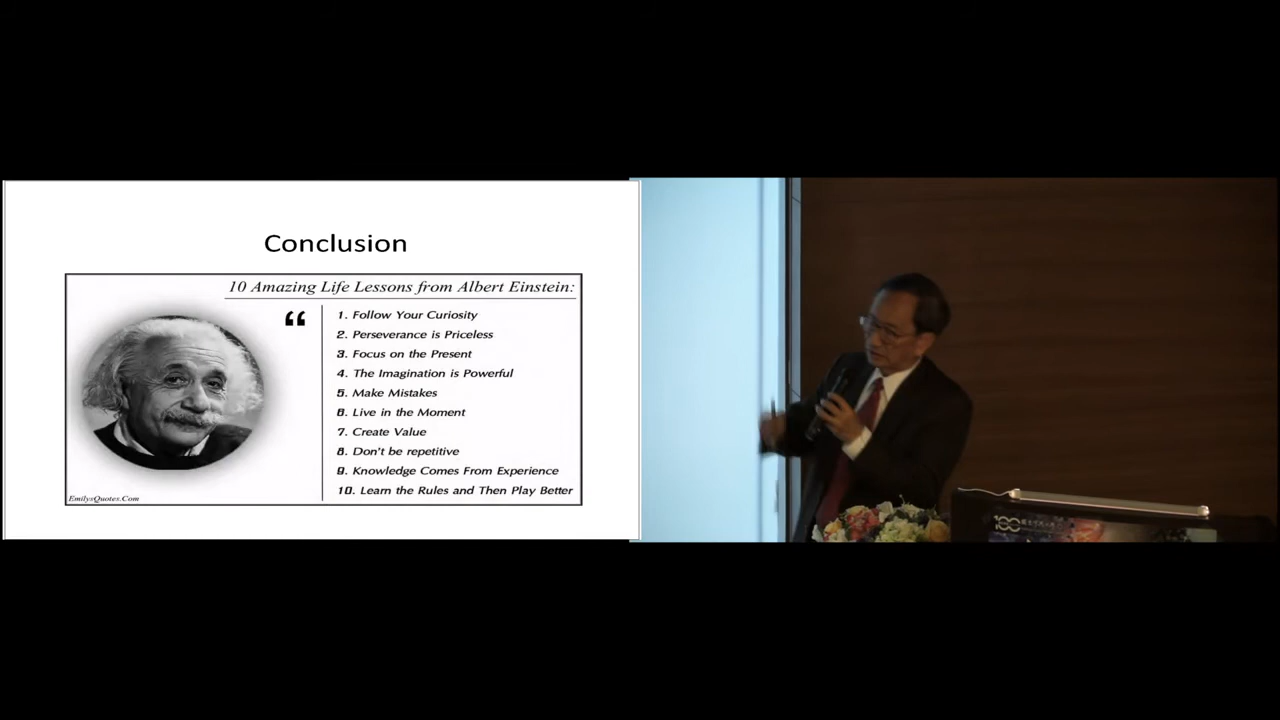 Conclusion
10 Amazing Life Lessons from Albert Einstein:
“
1. Follow Your Curiosity
2. Perseverance is Priceless
3. Focus on the Present
4. The Imagination is Powerful
5. Make Mistakes
6. Live in the Moment
7. Create Value
8. Don't be repetitive
9. Knowledge Comes From Experience
10. Learn the Rules and Then Play Better
EmilysQuotes.Com
100